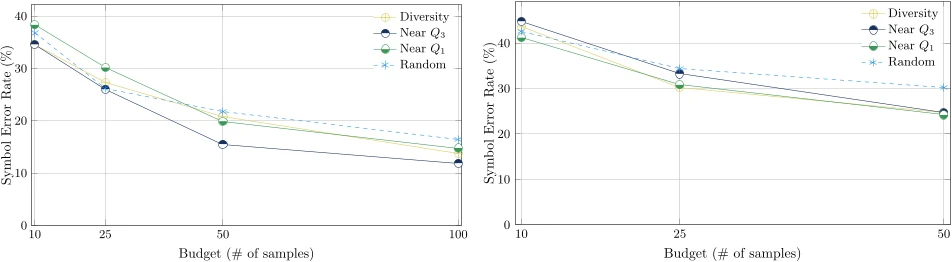 Symbol Error Rate (%)
40
30
20
10
0
10
25
50
100
Budget (# of samples)
Diversity
Near Q3
Near Q1
Random
Symbol Error Rate (%)
40
30
20
10
0
10
25
50
Budget (# of samples)
Diversity
Near Q3
Near Q1
Random